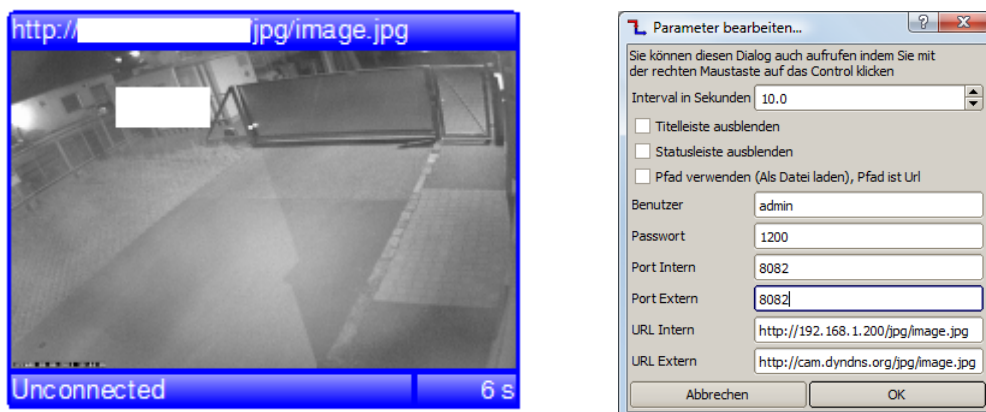 http:// jpg/image.jpg
Unconnected
6 s
Parameter bearbeiten...
Sie können diesen Dialog auch aufrufen indem Sie mit
der rechten Maustaste auf das Control klicken
Interval in Sekunden 10.0
Titelleiste ausblenden
Statusleiste ausblenden
Pfad verwenden (Als Datei laden), Pfad ist Url
Benutzer admin
Passwort 1200
Port Intern 8082
Port Extern 8082
URL Intern http://192.168.1.200/jpg/image.jpg
URL Extern http://cam.dyndns.org/jpg/image.jpg
Abbrechen OK